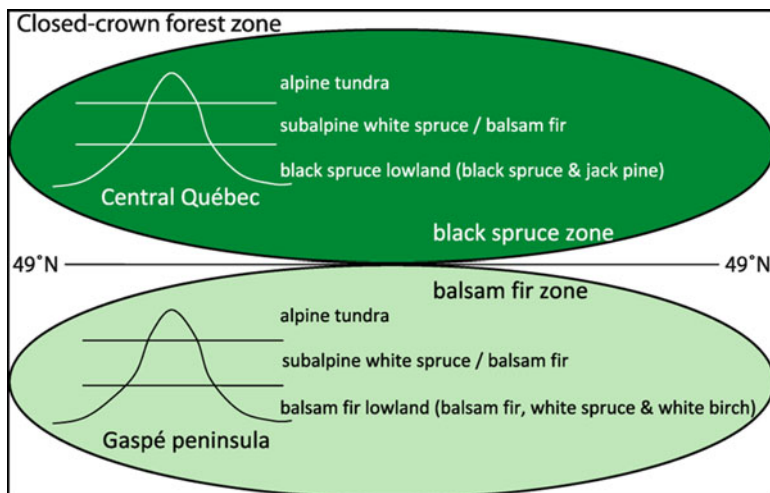 Closed-crown forest zone
alpine tundra
subalpine white spruce / balsam fir
black spruce lowland (black spruce & jack pine)
Central Québec
black spruce zone
49˚N 49˚N
balsam fir zone
alpine tundra
subalpine white spruce / balsam fir
balsam fir lowland (balsam fir, white spruce & white birch)
Gaspé peninsula